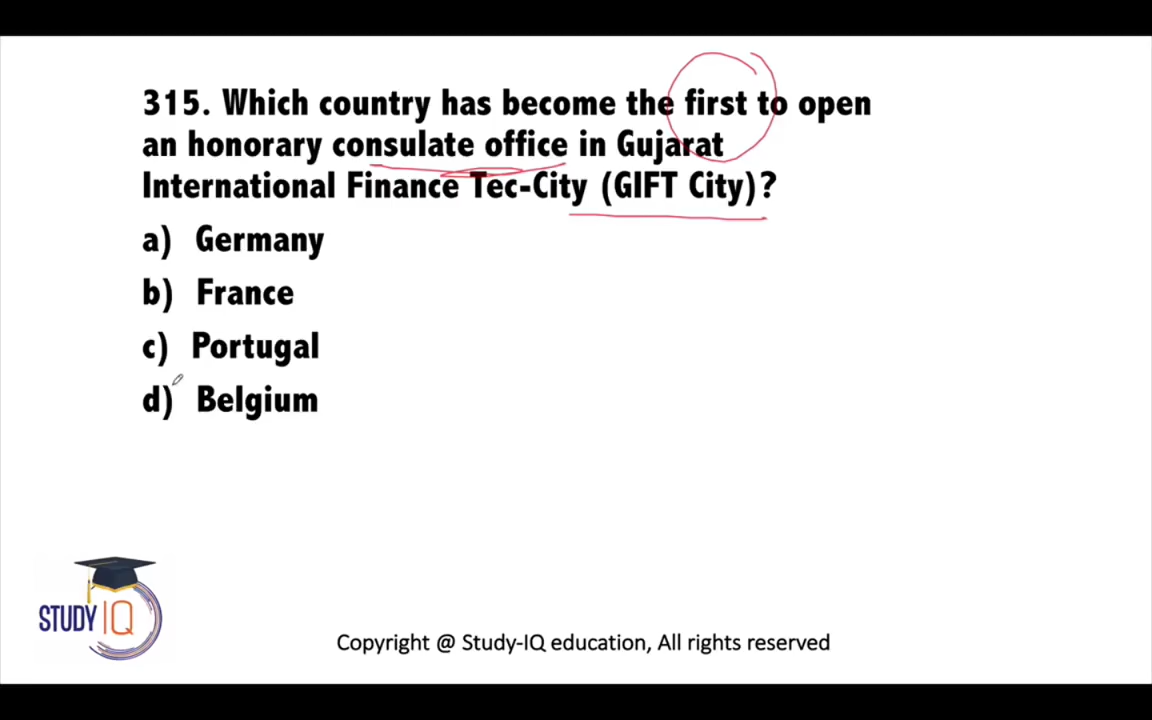 315. Which country has become the first to open
an honorary consulate office in Gujarat
International Finance Tec-City (GIFT City)?
a) Germany
b) France
c) Portugal
d) Belgium
STUDY IQ
Copyright @ Study-IQ education, All rights reserved